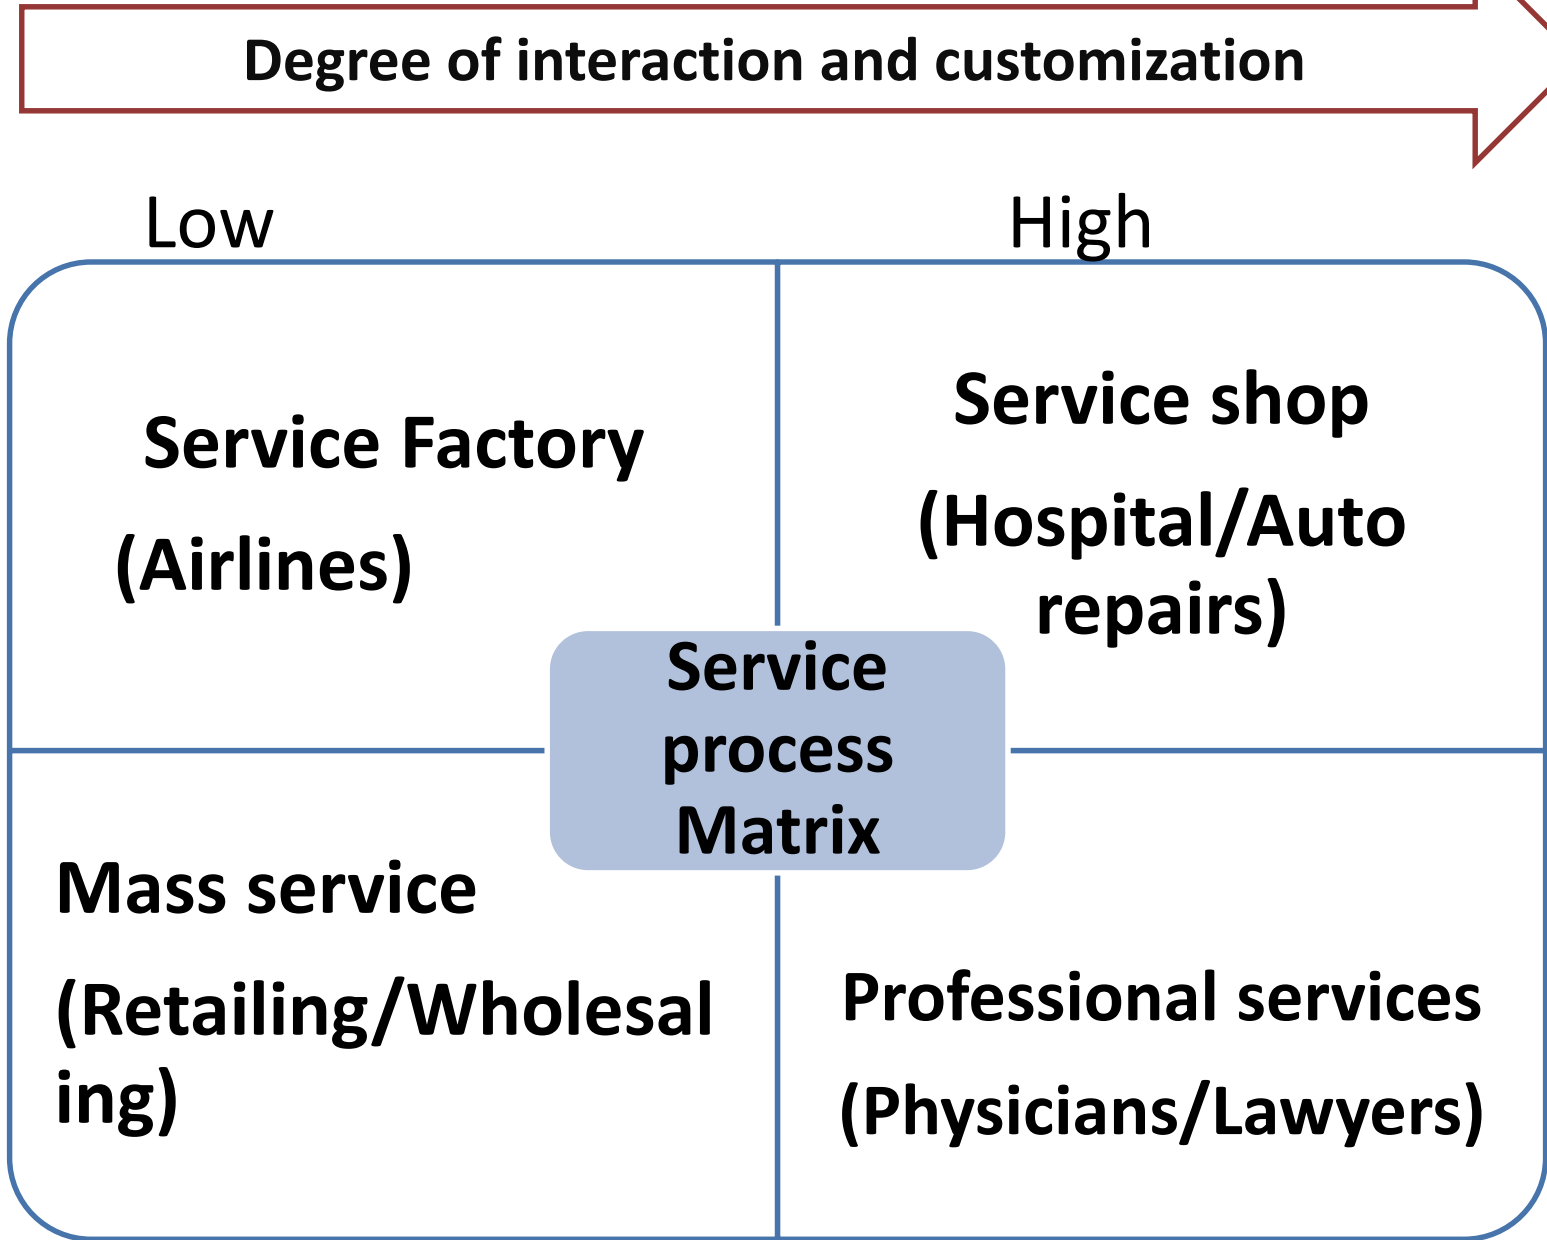 Degree of interaction and customization
Low
High
Service Factory
(Airlines)
Service shop
(Hospital/Auto
repairs)
Service
process
Matrix
Mass service
(Retailing/Wholesal
ing)
Professional services
(Physicians/Lawyers)